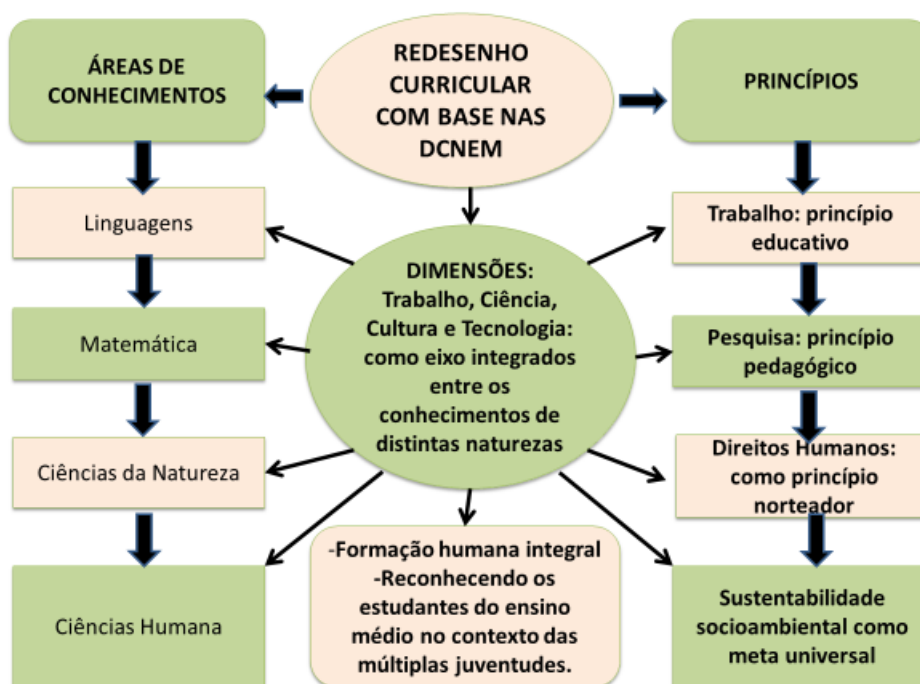 ÁREAS DE
CONHECIMENTOS
REDESENHO
CURRICULAR
COM BASE NAS
DCNEM
PRINCÍPIOS
Linguagens
Matemática
Ciências da Natureza
Ciências Humana
DIMENSÕES:
Trabalho, Ciência,
Cultura e Tecnologia:
como eixo integrados
entre os
conhecimentos de
distintas naturezas
-Formação humana integral
-Reconhecendo os
estudantes do ensino
médio no contexto das
múltiplas juventudes.
Trabalho: princípio
educativo
Pesquisa: princípio
pedagógico
Direitos Humanos:
como princípio
norteador
Sustentabilidade
socioambiental como
meta universal